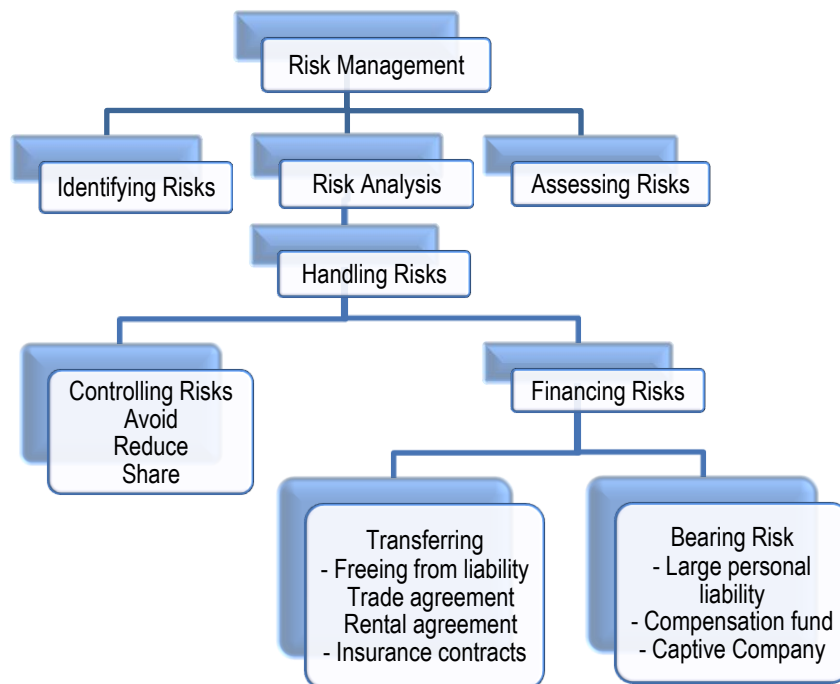 Risk Management
Identifying Risks
Risk Analysis
Assessing Risks
Handling Risks
Controlling Risks
Avoid
Reduce
Share
Financing Risks
Transferring
- Freeing from liability
Trade agreement
Rental agreement
- Insurance contracts
Bearing Risk
- Large personal
liability
- Compensation fund
- Captive Company